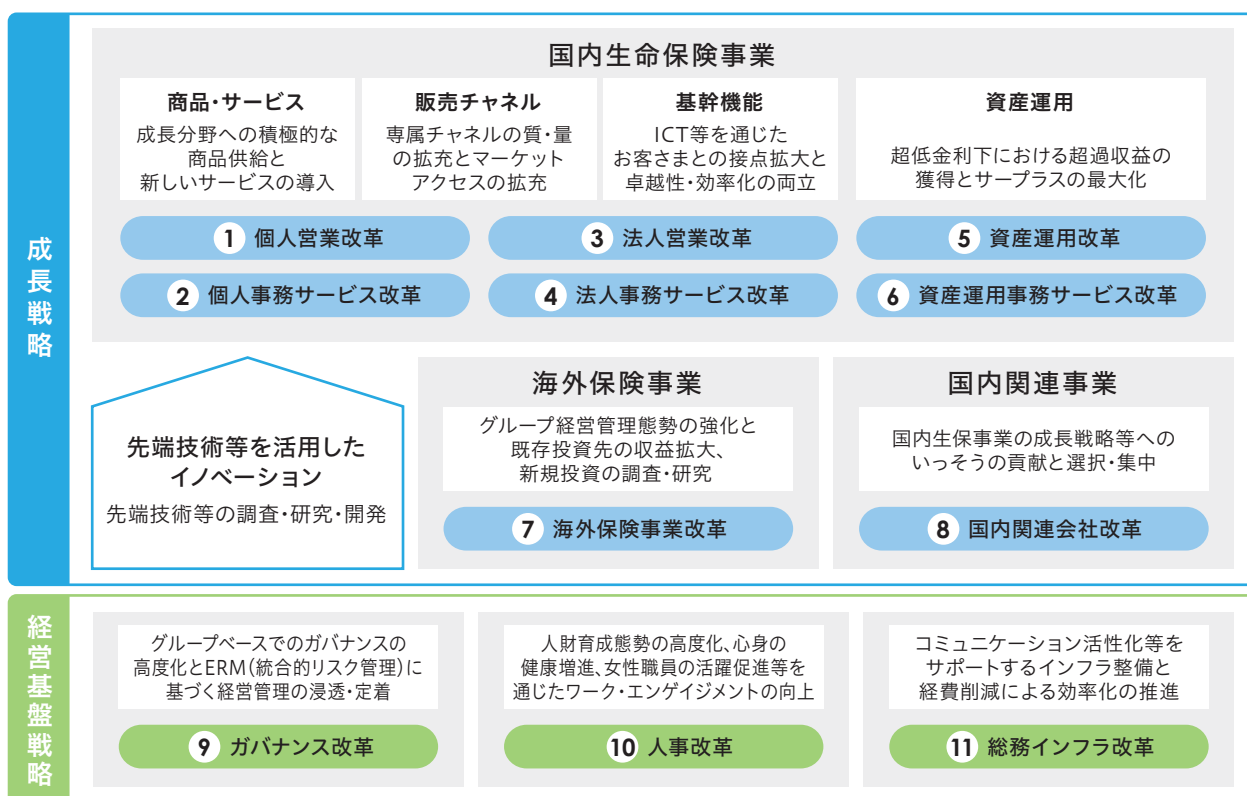 成長戦略
国内生命保険事業
商品・サービス
成長分野への積極的な
商品供給と
新しいサービスの導入
販売チャネル
専属チャネルの質・量
の拡充とマーケット
アクセスの拡充
基幹機能
ICT等を通じた
お客さまとの接点拡大と
卓越性・効率化の両立
資産運用
超低金利下における超過収益の
獲得とサープラスの最大化
1 個人営業改革
3 法人営業改革
5 資産運用改革
2 個人事務サービス改革
4 法人事務サービス改革
6 資産運用事務サービス改革
先端技術等を活用した
イノベーション
先端技術等の調査・研究・開発
海外保険事業
グループ経営管理態勢の強化と
既存投資先の収益拡大、
新規投資の調査・研究
7 海外保険事業改革
国内関連事業
国内生保事業の成長戦略等への
いっそうの貢献と選択・集中
8 国内関連会社改革
経営基盤戦略
グループベースでのガバナンスの
高度化とERM(統合的リスク管理)に
基づく経営管理の浸透・定着
9 ガバナンス改革
人財育成態勢の高度化、心身の
健康増進、女性職員の活躍促進等を
通じたワーク・エンゲイジメントの向上
10 人事改革
コミュニケーション活性化等を
サポートするインフラ整備と
経費削減による効率化の推進
11 総務インフラ改革